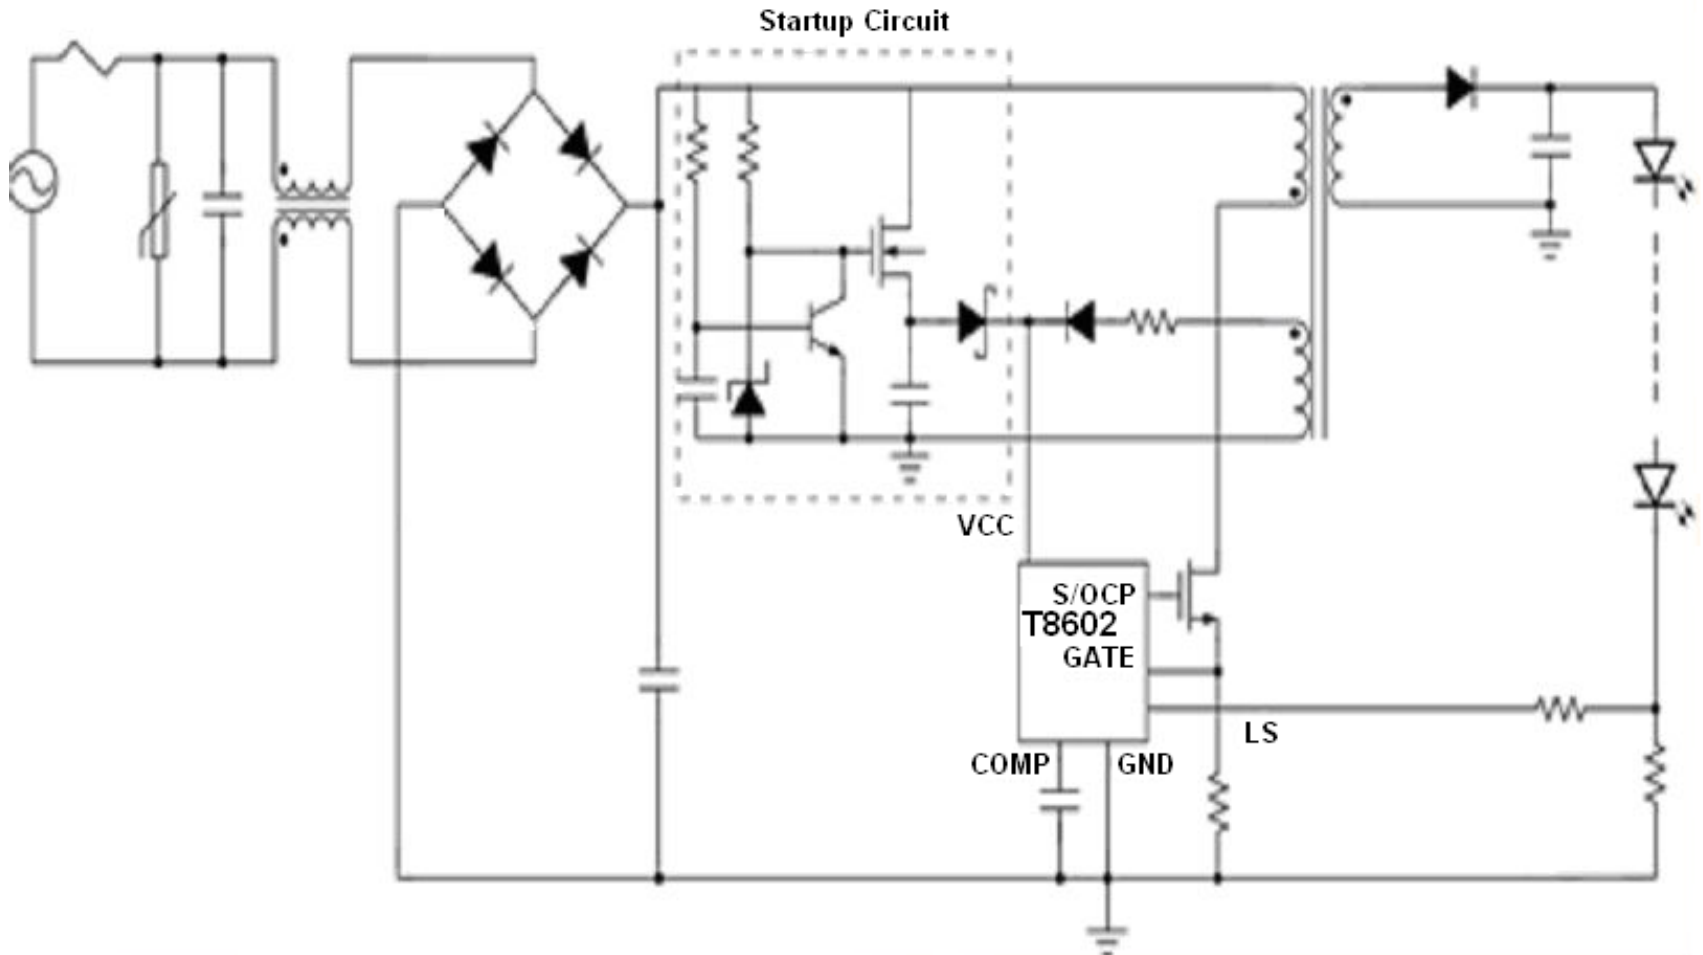 Startup Circuit
VCC
S/OCP
T8602
GATE
LS
COMP
GND